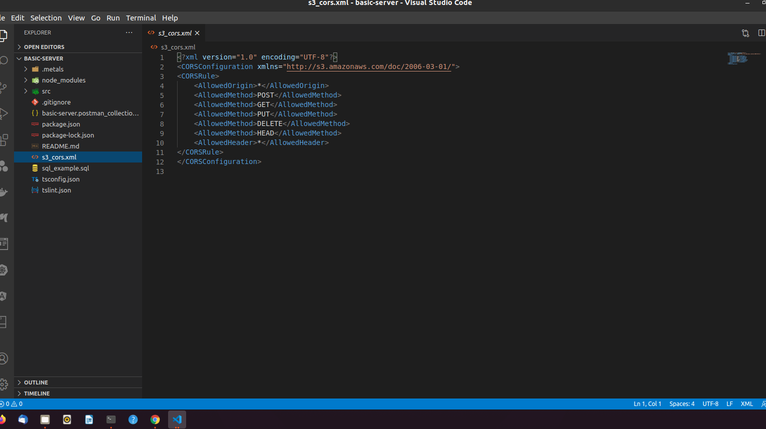 s3_cors.xml - basic-server - Visual Studio Code
Edit Selection View Go Run Terminal Help
EXPLORER
OPEN EDITORS
BASIC-SERVER
.metals
node_modules
src
.gitignore
basic-server.postman_collectio...
package.json
package-lock.json
README.md
s3_cors.xml
sql_example.sql
tsconfig.json
tslint.json
OUTLINE
TIMELINE
s3_cors.xml
s3_cors.xml
1 <?xml version="1.0" encoding="UTF-8"?>
2 <CORSConfiguration xmlns="http://s3.amazonaws.com/doc/2006-03-01/">
3 <CORSRule>
4 <AllowedOrigin>*</AllowedOrigin>
5 <AllowedMethod>POST</AllowedMethod>
6 <AllowedMethod>GET</AllowedMethod>
7 <AllowedMethod>PUT</AllowedMethod>
8 <AllowedMethod>DELETE</AllowedMethod>
9 <AllowedMethod>HEAD</AllowedMethod>
10 <AllowedHeader>*</AllowedHeader>
11 </CORSRule>
12 </CORSConfiguration>
13
0 0 Ln 1, Col 1 Spaces: 4 UTF-8 LF XML